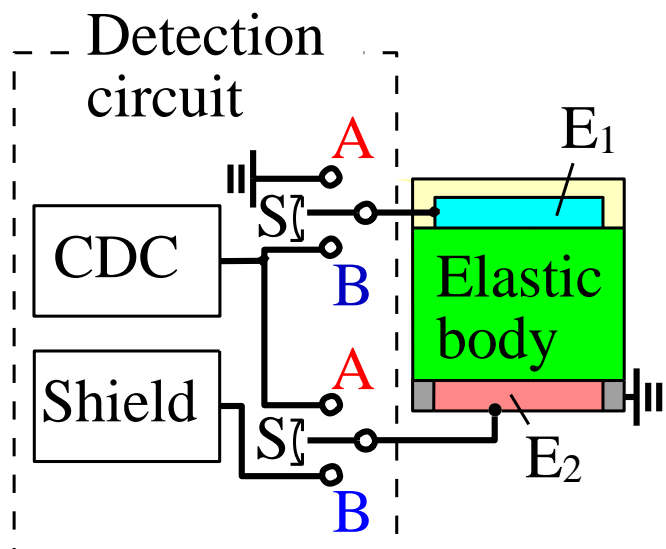 Detection
circuit
A
E1
S
CDC
B
Elastic
body
A
Shield
S
E2
B